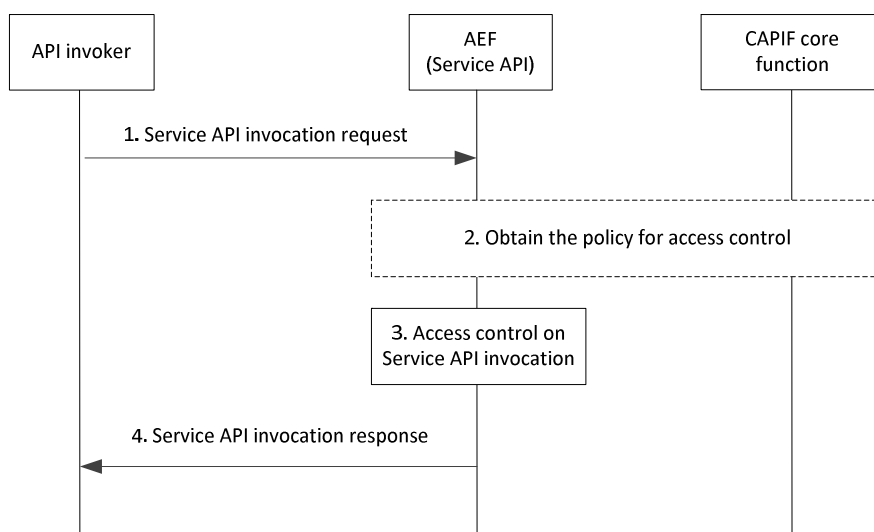 API invoker
AEF
(Service API)
CAPIF core
function
1. Service API invocation request
2. Obtain the policy for access control
3. Access control on
Service API invocation
4. Service API invocation response